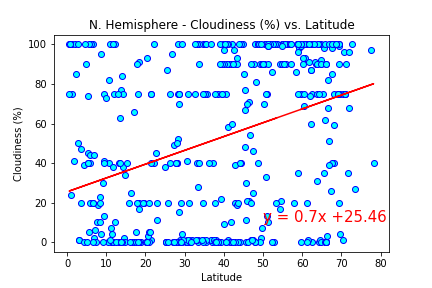 N. Hemisphere - Cloudiness (%) vs. Latitude
100
80
60
40
20
0
Cloudiness (%)
y = 0.7x +25.46
0 10 20 30 40 50 60 70 80
Latitude